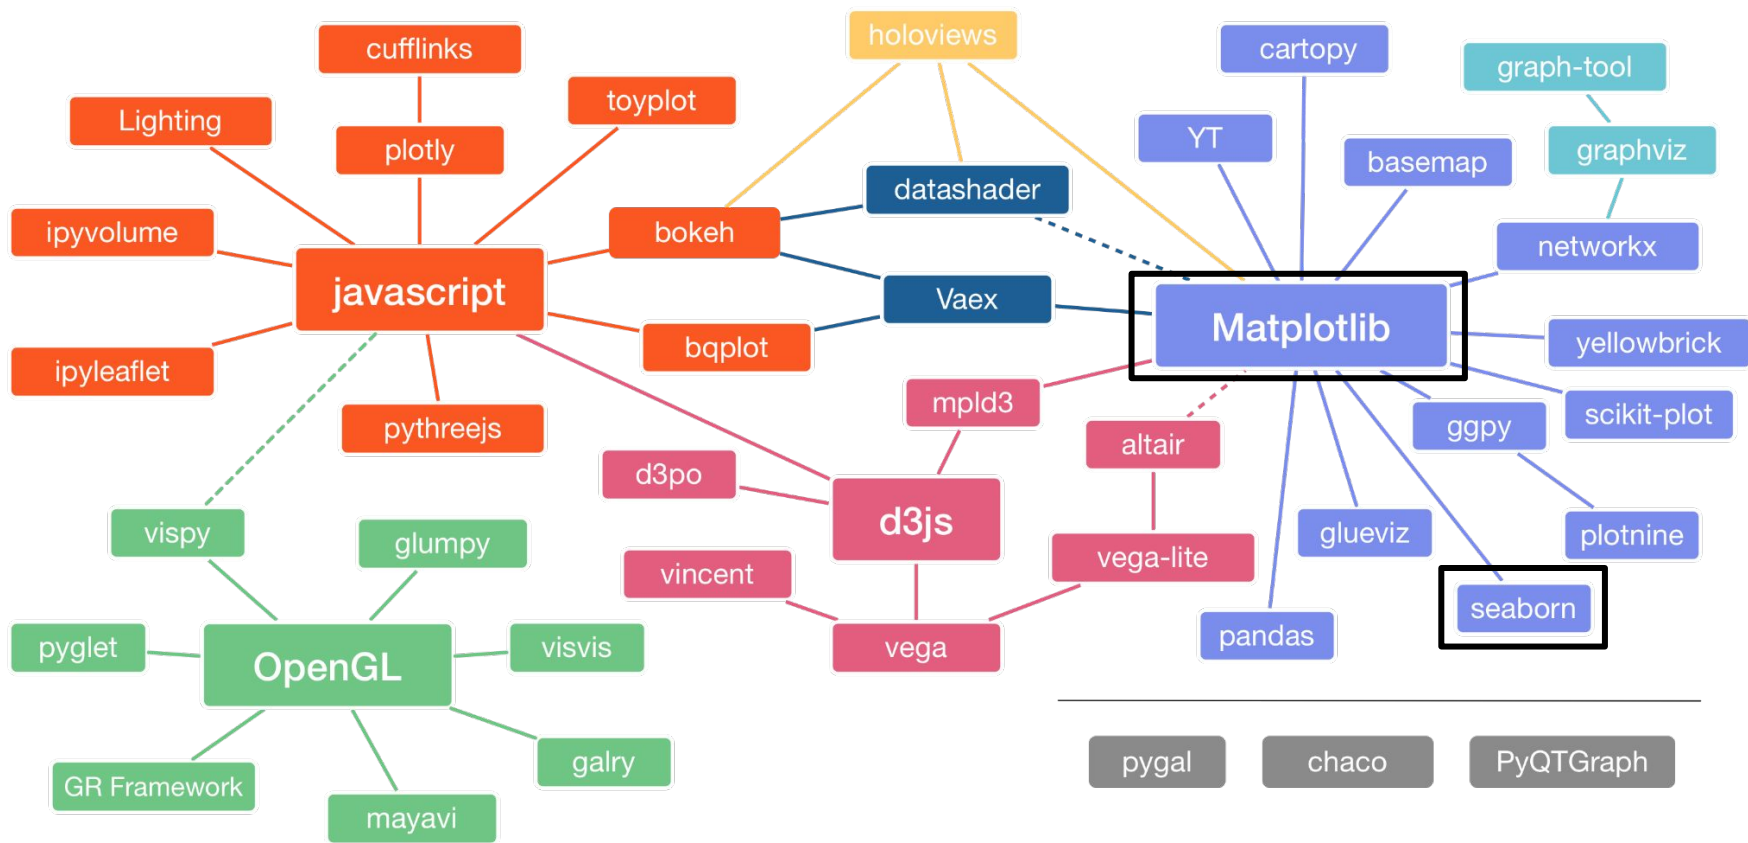 holoviews
cufflinks
cartopy
graph-tool
Lighting
toyplot
plotly
YT
basemap
graphviz
datashader
ipyvolume
bokeh
networkx
javascript
Vaex
Matplotlib
bqplot
yellowbrick
ipyleaflet
mpld3
scikit-plot
pythreejs
altair
ggpy
d3po
d3js
vispy
glumpy
glueviz
plotnine
vincent
vega-lite
seaborn
pyglet
OpenGL
visvis
vega
pandas
GR Framework
galry
mayavi
pygal
chaco
PyQTGraph